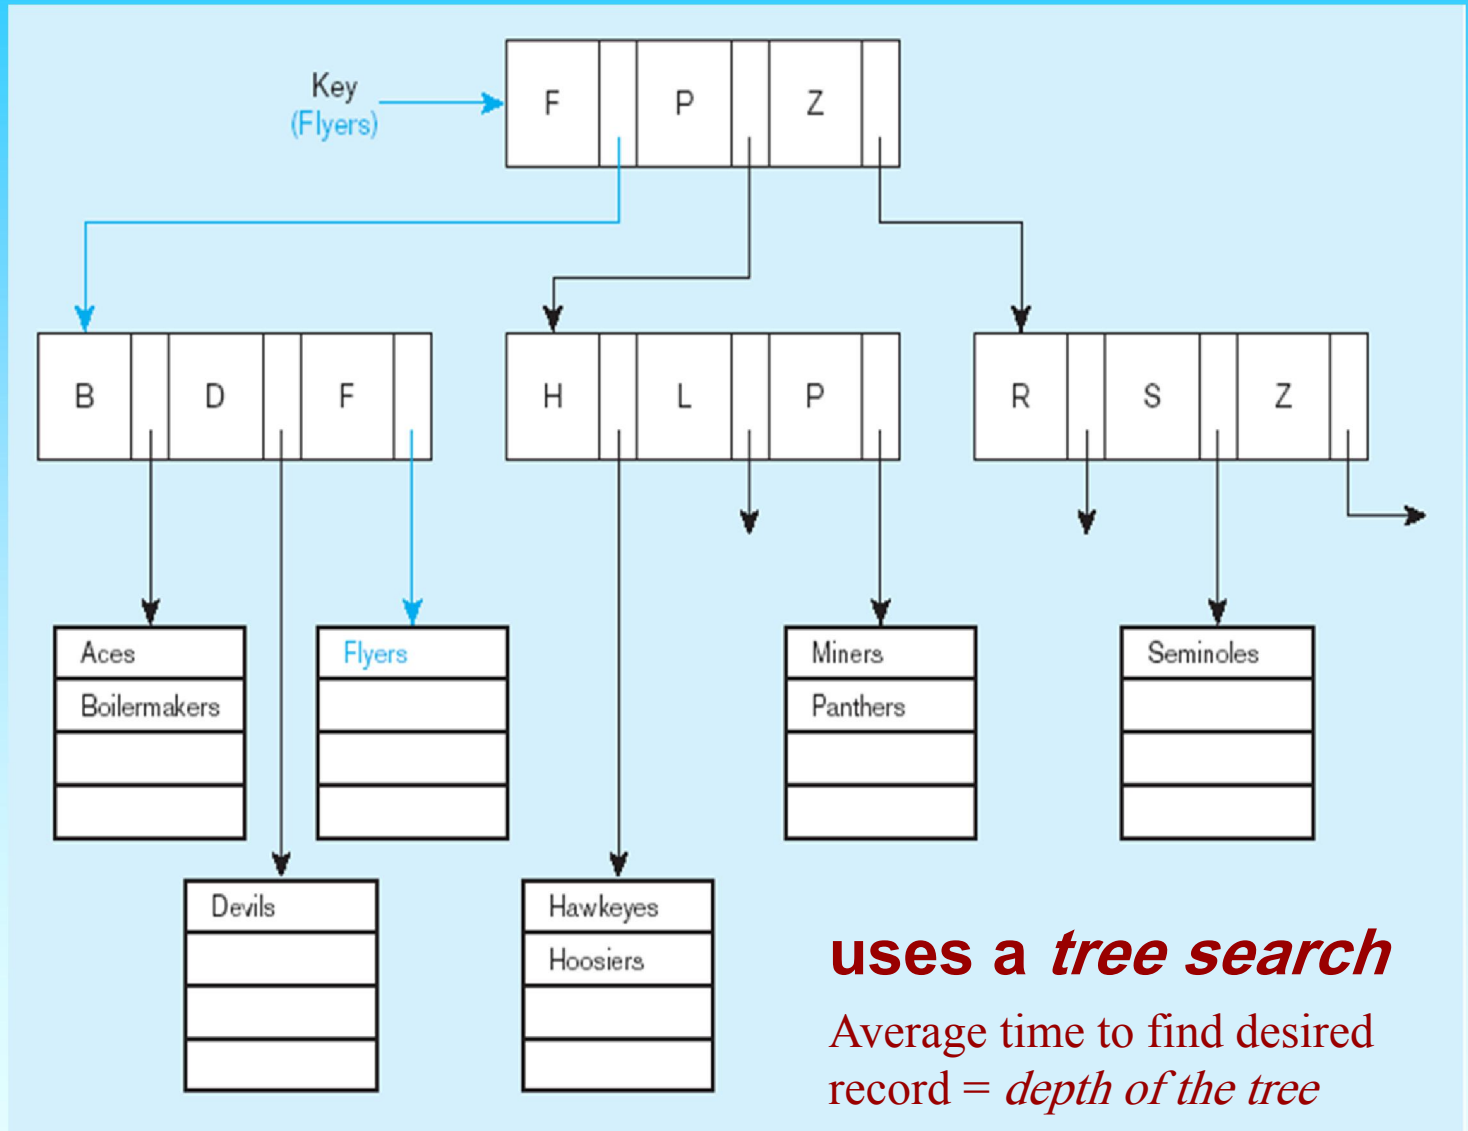 Key
(Flyers)
F P Z
B D F
H L P
R S Z
Aces
Boilermakers
Flyers
Miners
Panthers
Seminoles
Devils
Hawkeyes
Hoosiers
uses a tree search
Average time to find desired
record = depth of the tree